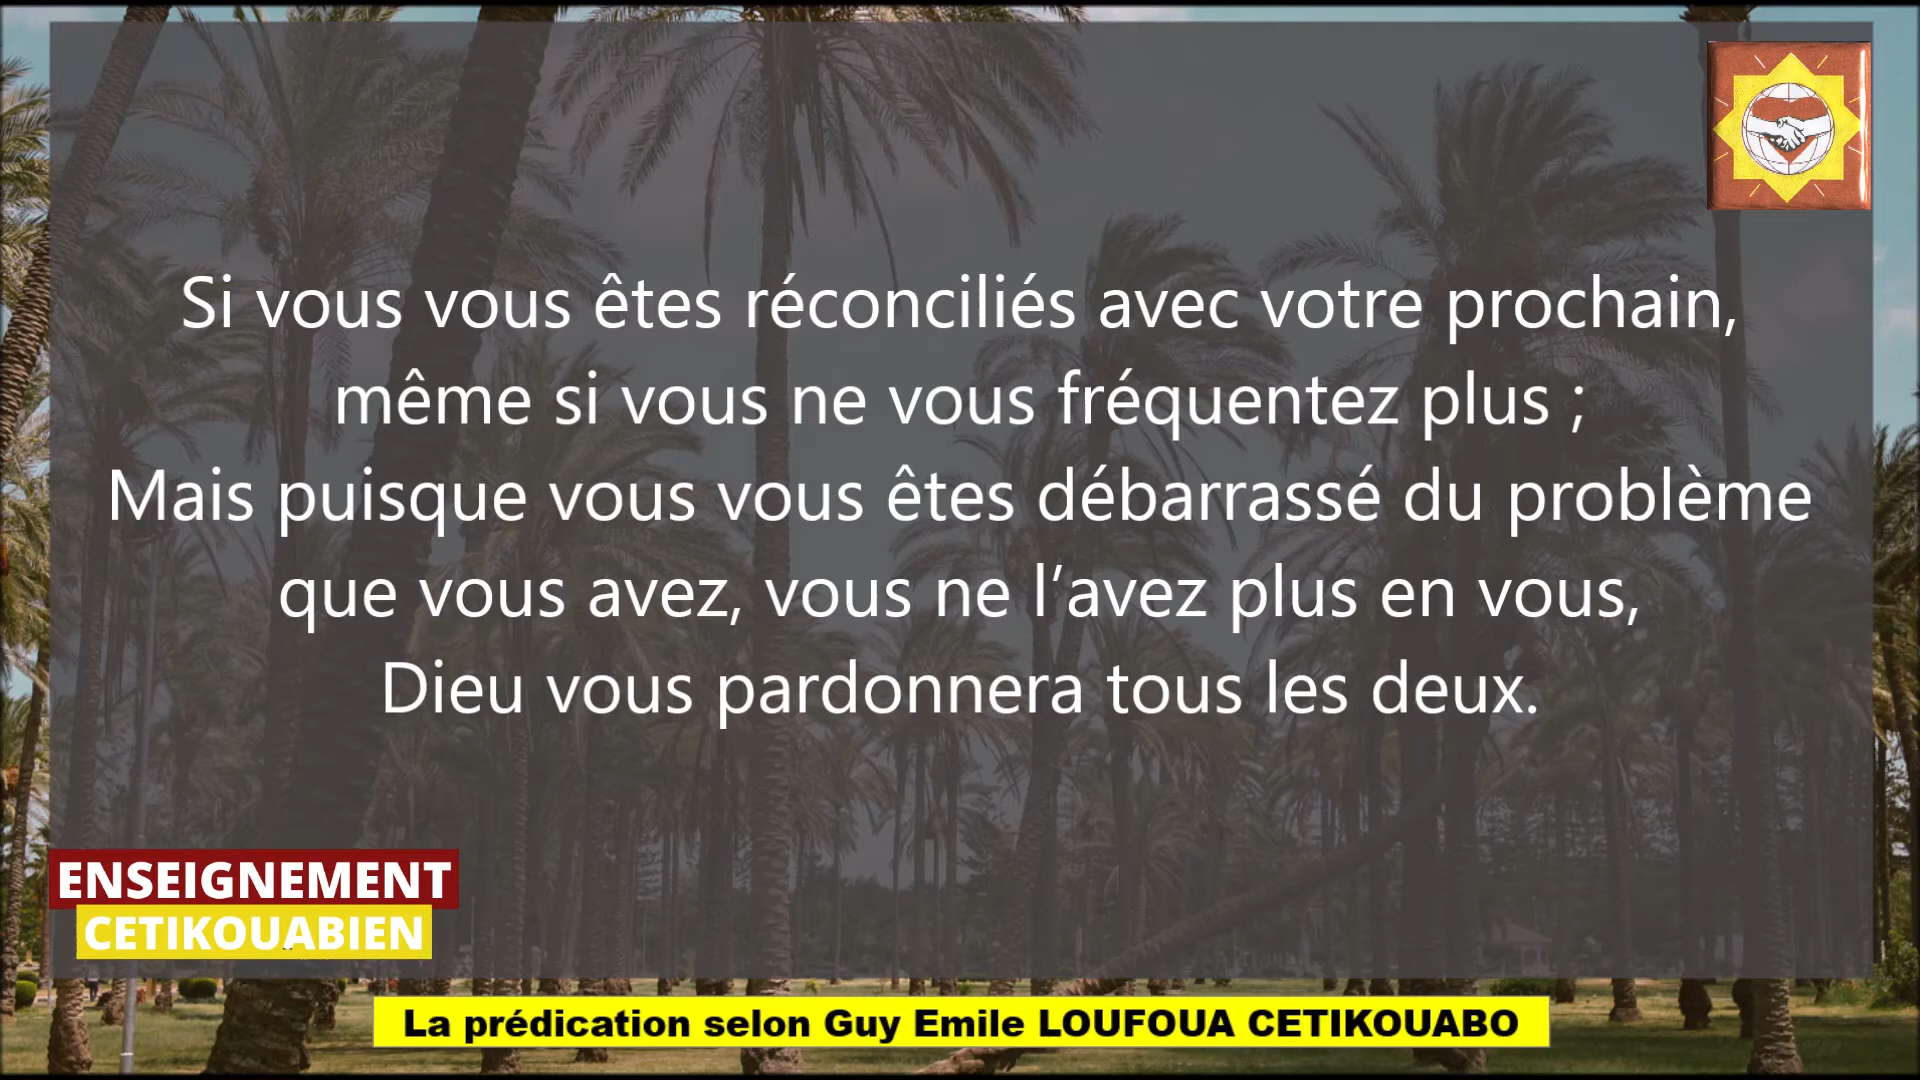 Si vous vous êtes réconciliés avec votre prochain,
même si vous ne vous fréquentez plus ;
Mais puisque vous vous êtes débarrassé du problème
que vous avez, vous ne l’avez plus en vous,
Dieu vous pardonnera tous les deux.
ENSEIGNEMENT
CETIKOUABIEN
La prédication selon Guy Emile LOUFOUA CETIKOUABO